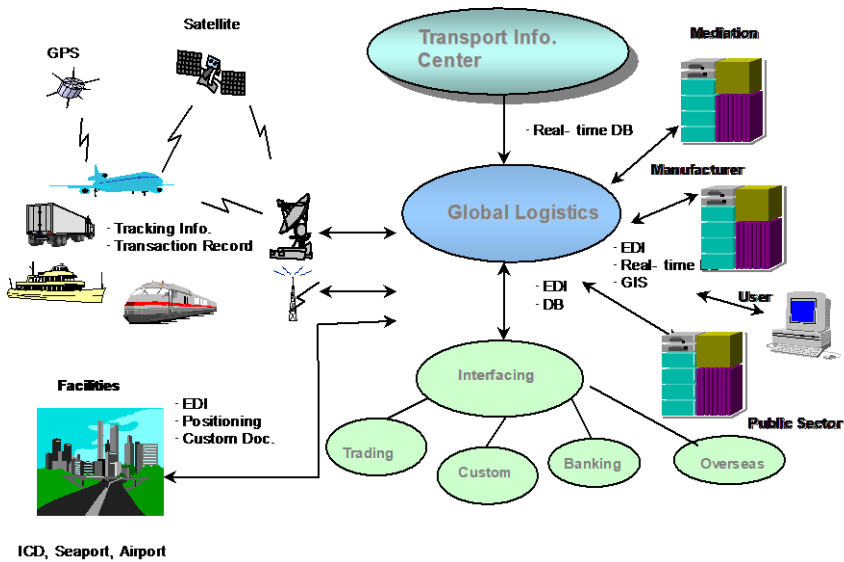 Satellite
GPS
Transport Info.
Center
Mediation
- Real- time DB
Manufacturer
Global Logistics
- Tracking Info.
- Transaction Record
- EDI
- Real- time
- GIS
- EDI
- DB
User
Interfacing
Facilities
- EDI
- Positioning
- Custom Doc.
Public Sector
Trading
Custom
Banking
Overseas
ICD, Seaport, Airport